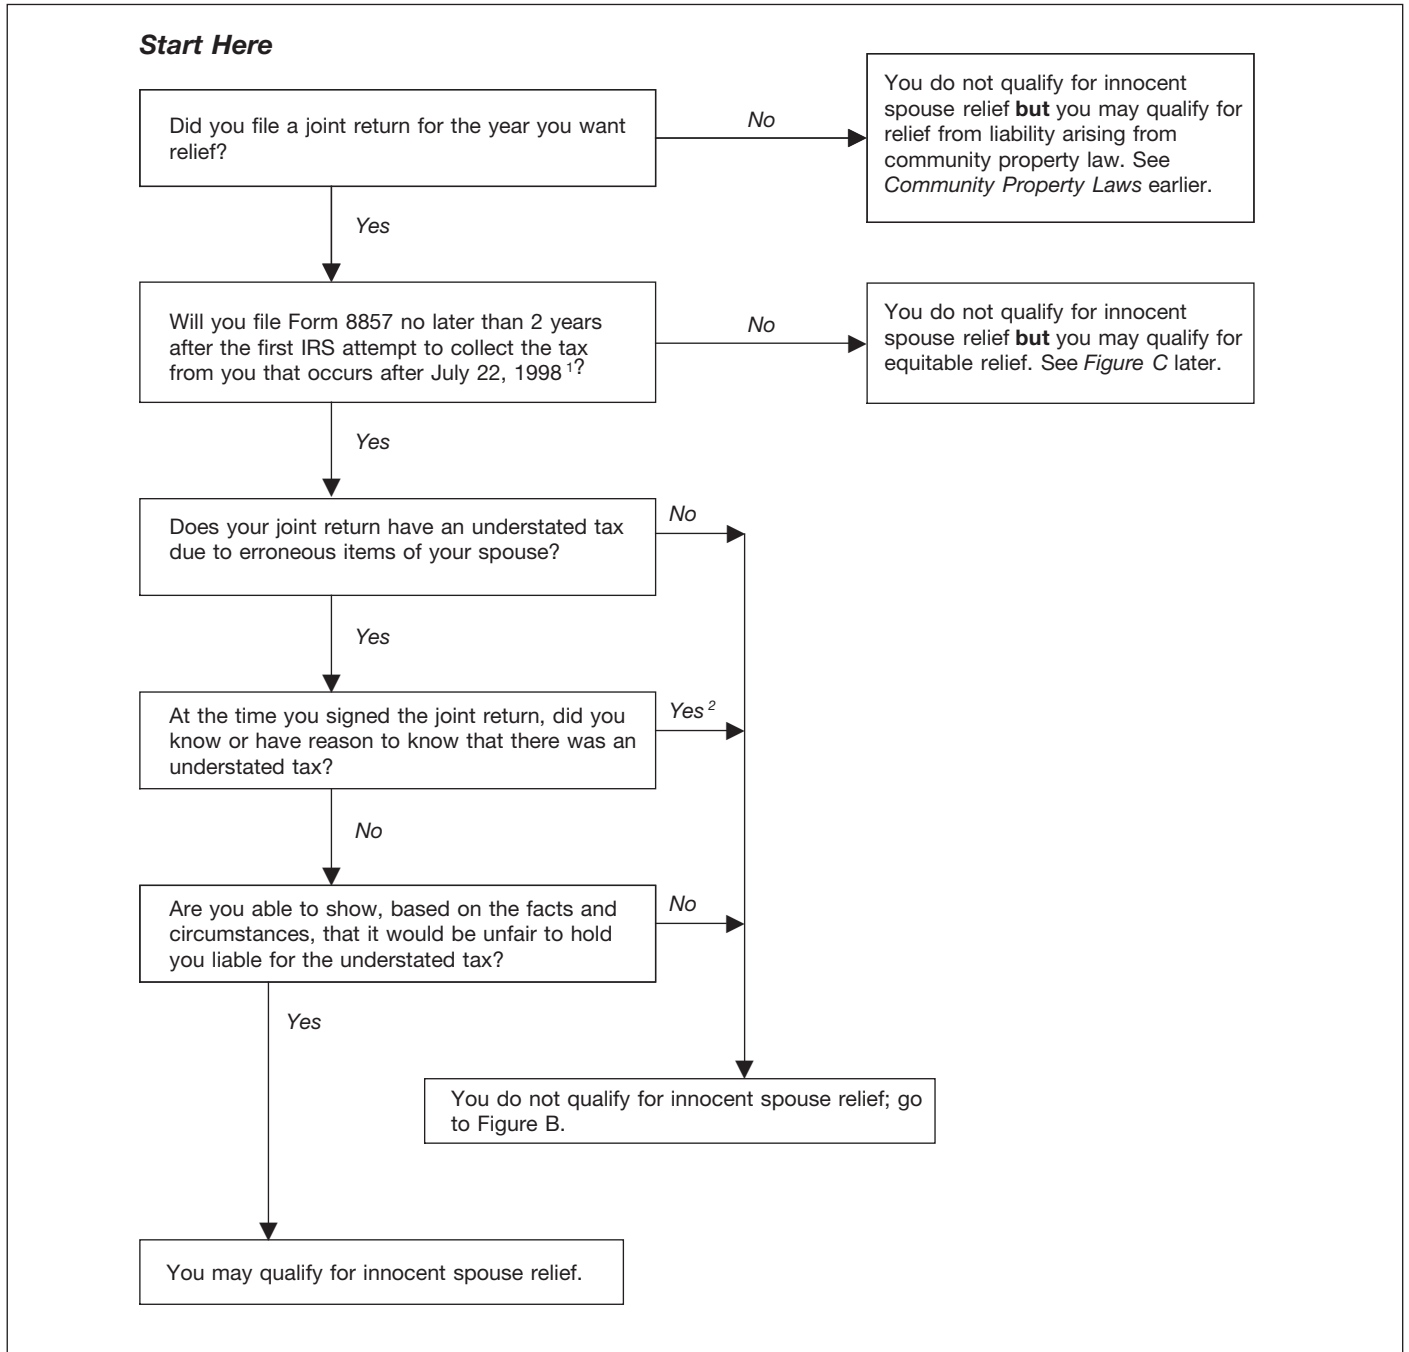 Start Here
Did you file a joint return for the year you want
relief?
No
You do not qualify for innocent
spouse relief but you may qualify for
relief from liability arising from
community property law. See
Community Property Laws earlier.
Yes
Will you file Form 8857 no later than 2 years
after the first IRS attempt to collect the tax
from you that occurs after July 22, 1998 ¹?
No
You do not qualify for innocent
spouse relief but you may qualify for
equitable relief. See Figure C later.
Yes
Does your joint return have an understated tax
due to erroneous items of your spouse?
No
Yes
At the time you signed the joint return, did you
know or have reason to know that there was an
understated tax?
Yes ²
No
Are you able to show, based on the facts and
circumstances, that it would be unfair to hold
you liable for the understated tax?
No
Yes
You do not qualify for innocent spouse relief; go
to Figure B.
You may qualify for innocent spouse relief.